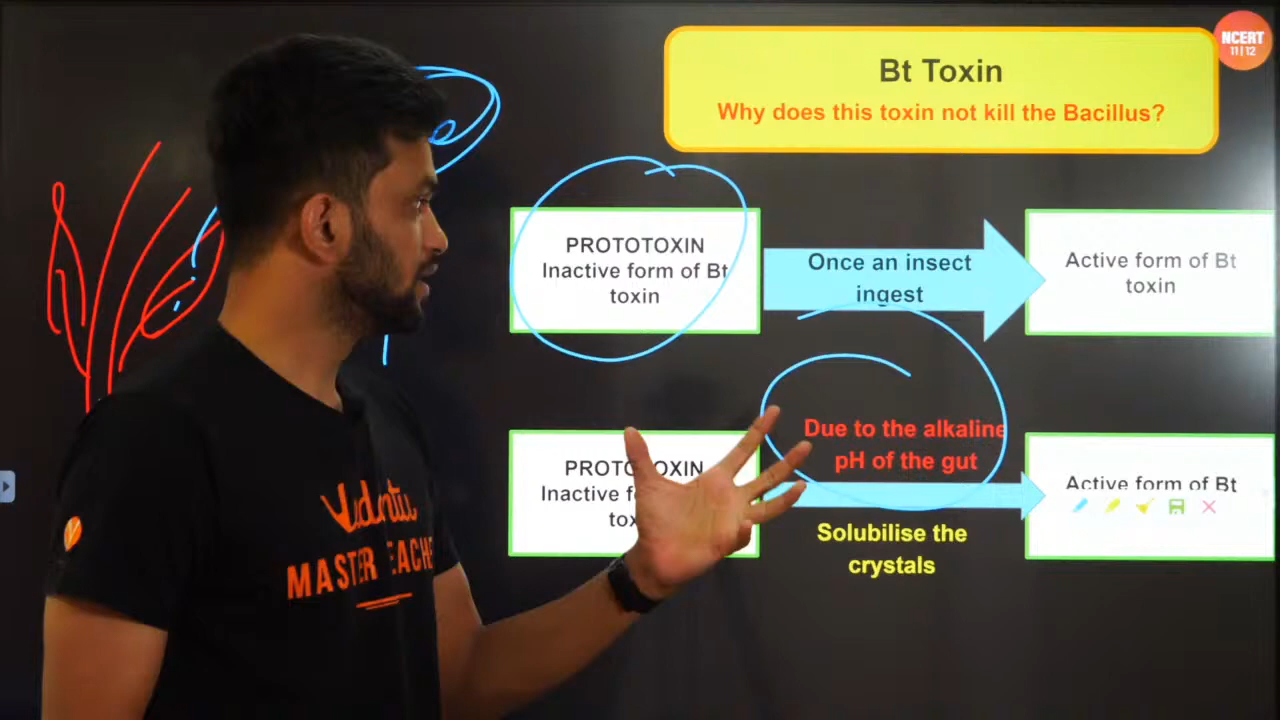 NCERT
11|12
Bt Toxin
Why does this toxin not kill the Bacillus?
PROTOTOXIN
Inactive form of Bt
toxin
Once an insect
ingest
Active form of Bt
toxin
Due to the alkaline
pH of the gut
PROTOTOXIN
Inactive
Active form of Bt
Solubilise the
crystals
Vedantu
MASTER TEACHE